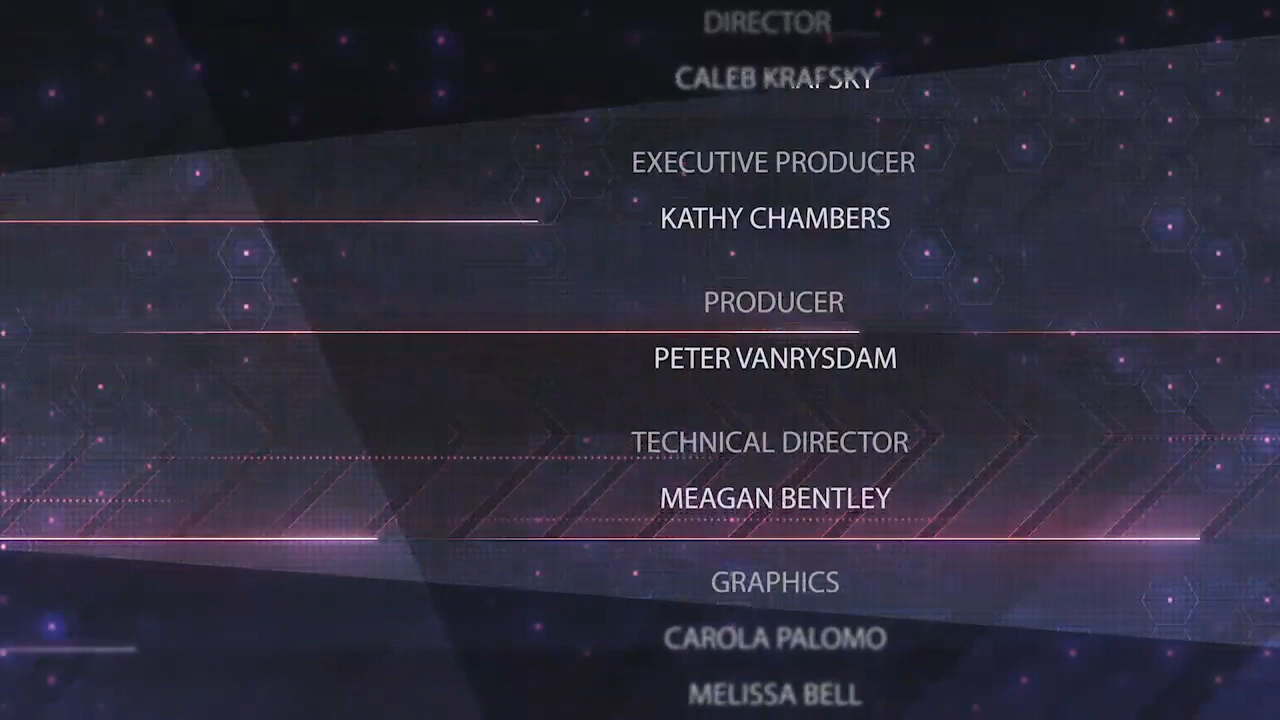 DIRECTOR
CALEB KRAFSKY
EXECUTIVE PRODUCER
KATHY CHAMBERS
PRODUCER
PETER VANRYSDAM
TECHNICAL DIRECTOR
MEAGAN BENTLEY
GRAPHICS
CAROLA PALOMO
MELISSA BELL